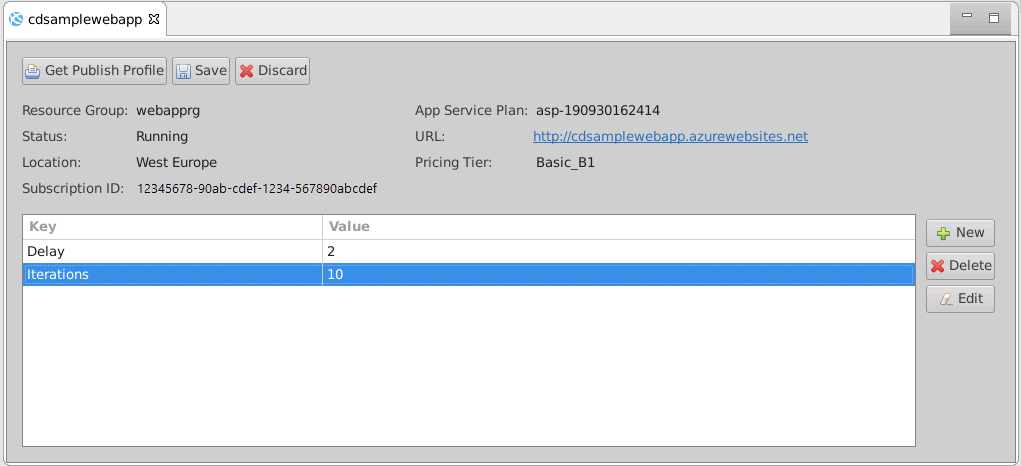 cdsamplewebapp
Get Publish Profile Save Discard
Resource Group: webapprg App Service Plan: asp-190930162414
Status: Running URL: http://cdsamplewebapp.azurewebsites.net
Location: West Europe Pricing Tier: Basic_B1
Subscription ID: 12345678-90ab-cdef-1234-567890abcdef
Key Value New
Delay 2
Iterations 10 Delete
Edit